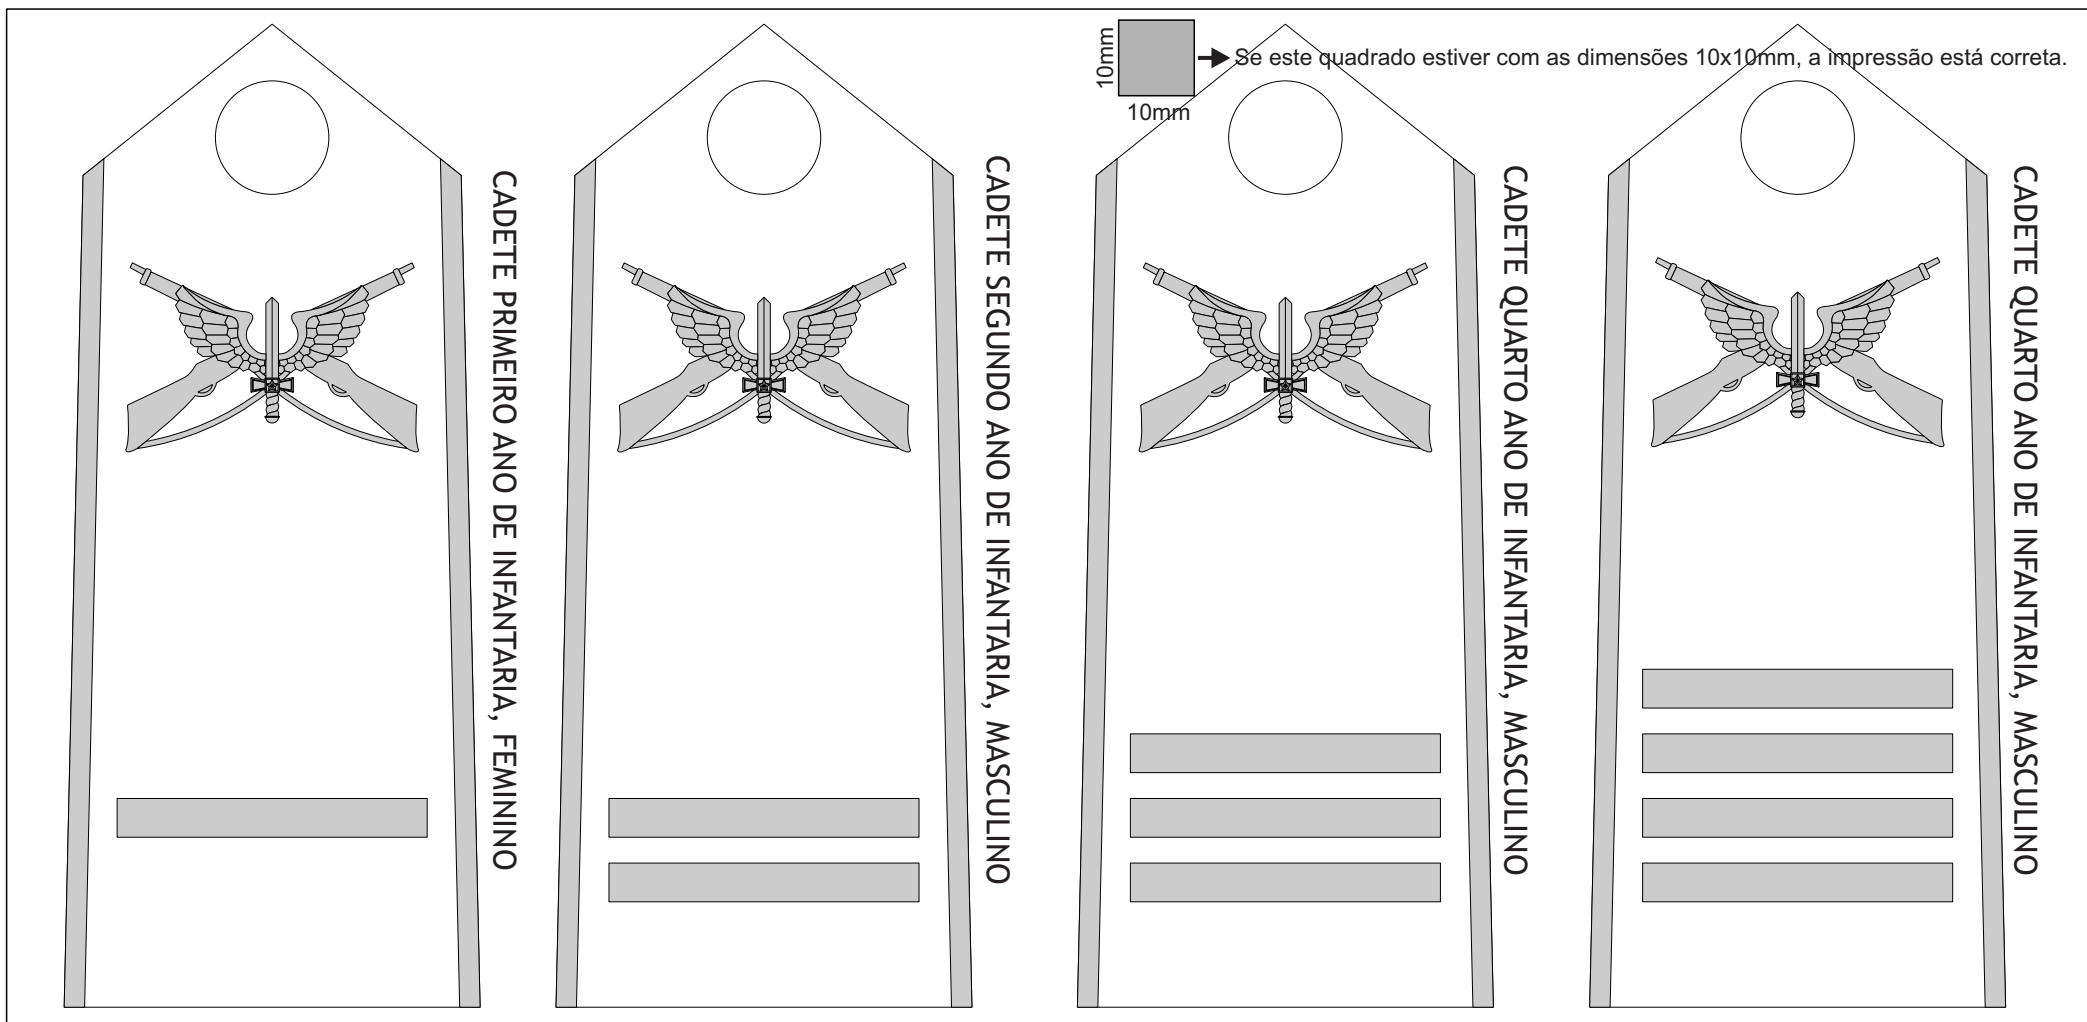 10mm
Se este quadrado estiver com as dimensões 10x10mm, a impressão está correta.
10mm
CADETE PRIMEIRO ANO DE INFANTARIA, FEMININO
CADETE SEGUNDO ANO DE INFANTARIA, MASCULINO
CADETE QUARTO ANO DE INFANTARIA, MASCULINO
CADETE QUARTO ANO DE INFANTARIA, MASCULINO